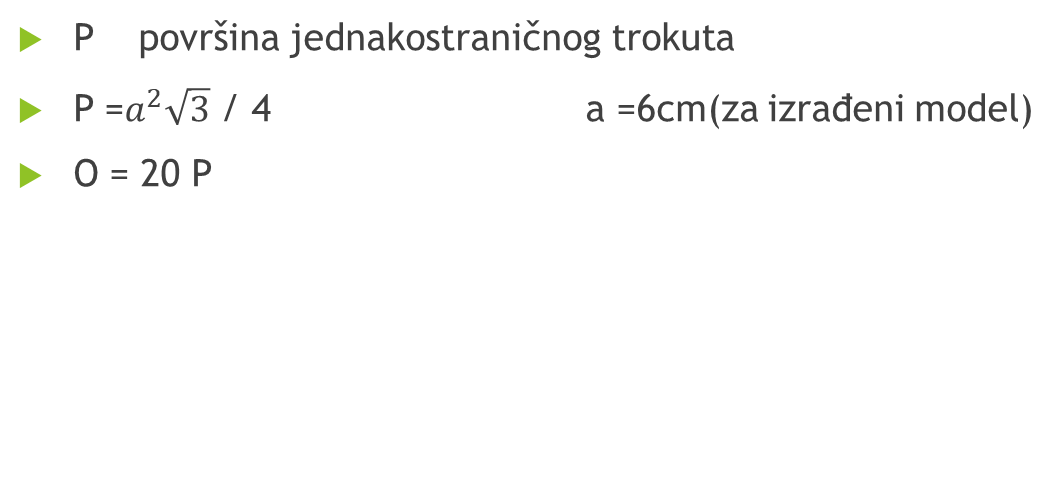 P površina jednakostraničnog trokuta
P =a²√3 / 4 a =6cm(za izrađeni model)
O = 20 P